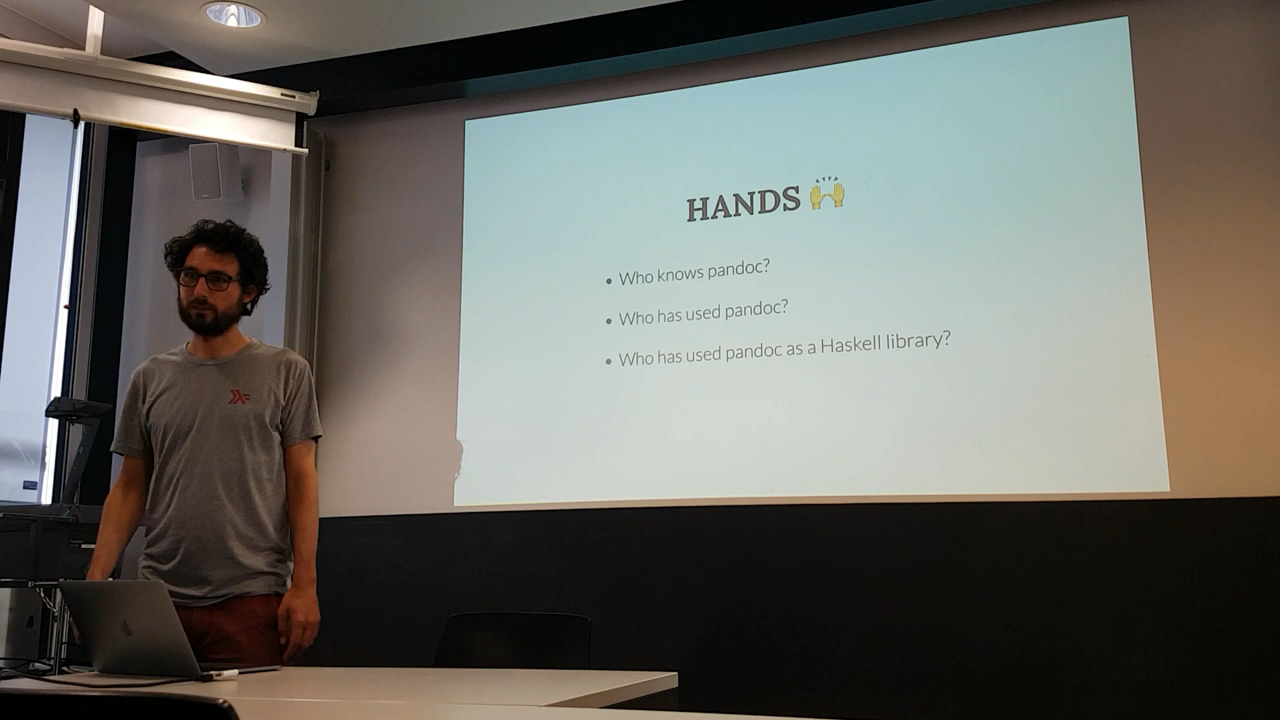 HANDS 🙌
• Who knows pandoc?
• Who has used pandoc?
• Who has used pandoc as a Haskell library?